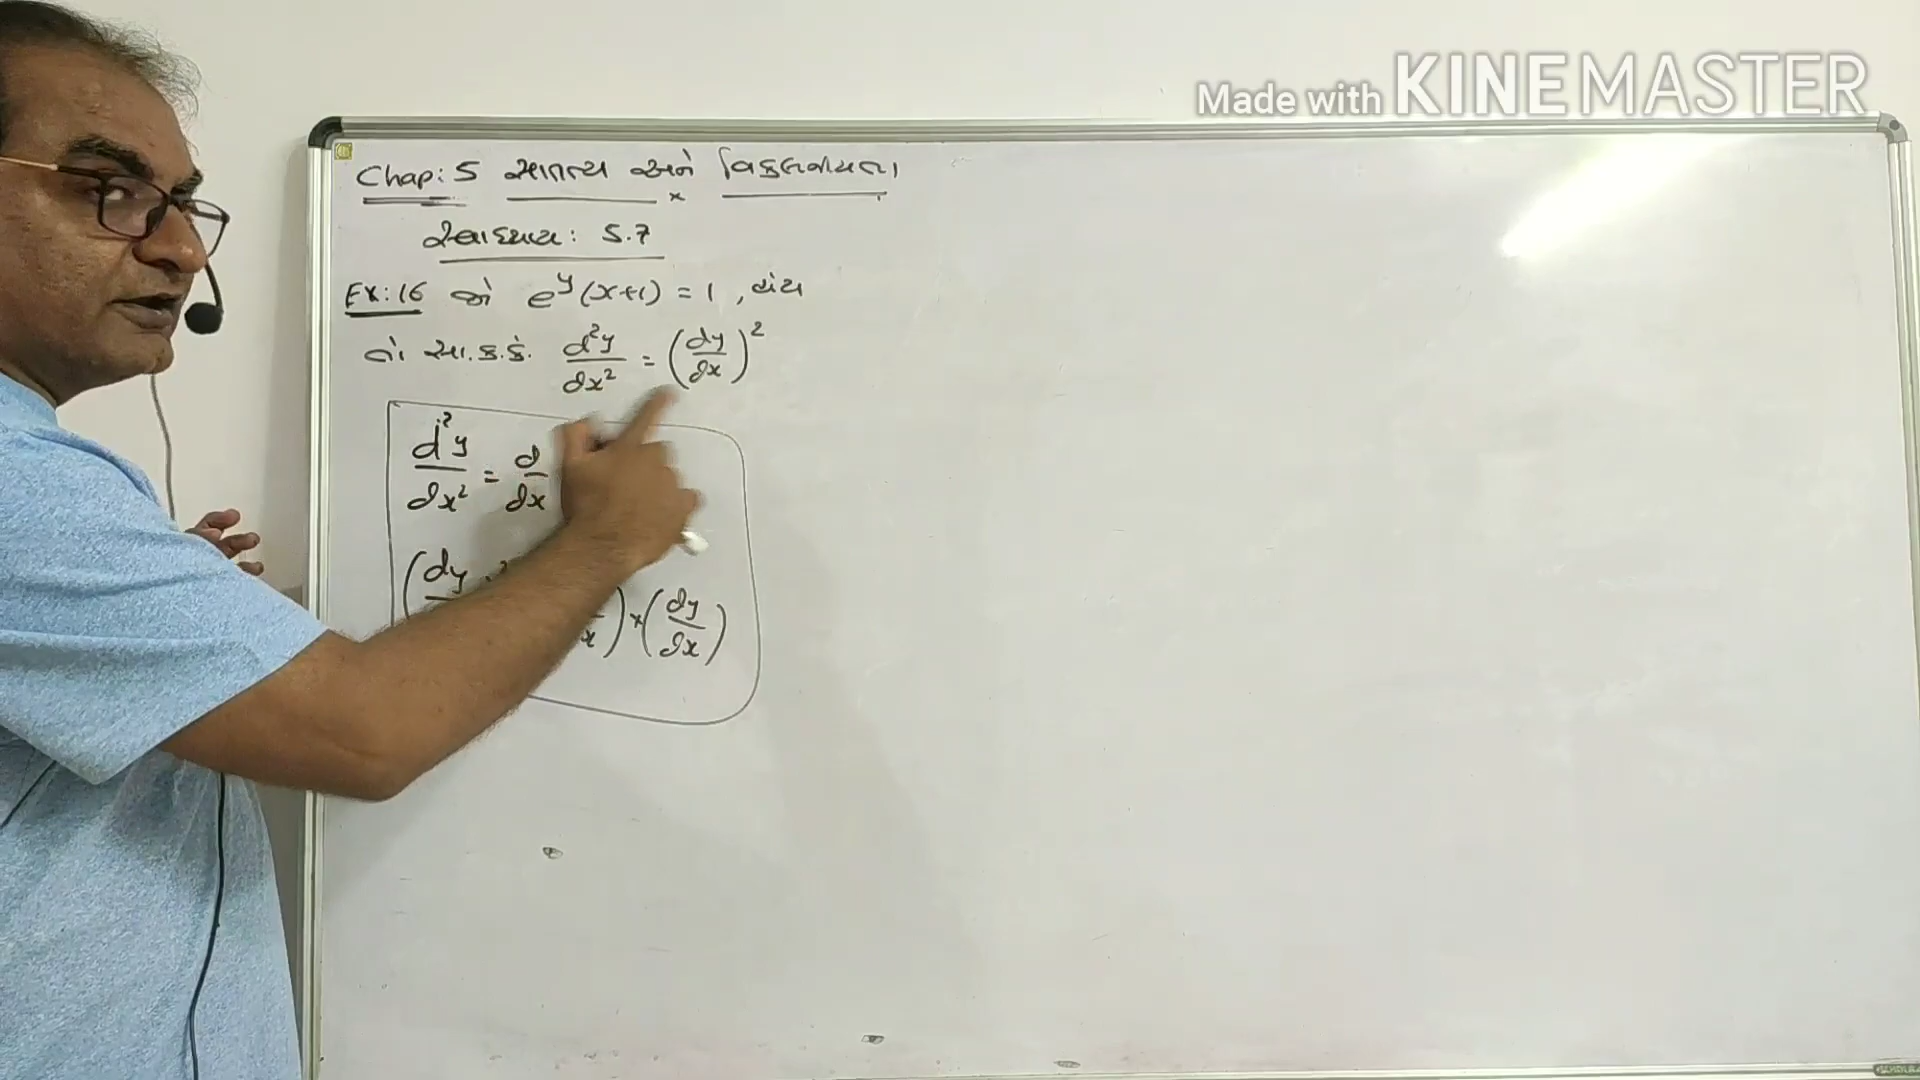 Made with KINEMASTER
Chap: 5 સાતત્ય અને વિકલનીયતા
સ્વાધ્યાય: 5.7
Ex: 16 જો e^y (x+1) = 1, હોય
તો સા.ક.કે. d²y/dx² = (dy/dx)²
d²y/dx² = d/dx
(dy x) × (dy/dx)